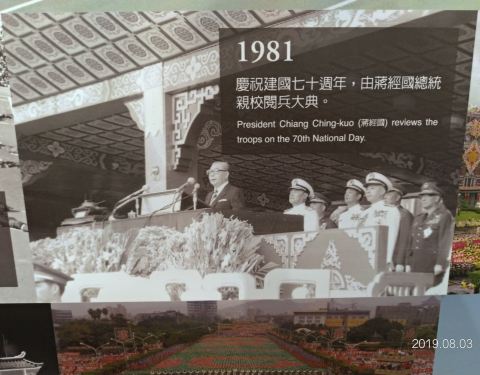 1981
慶祝建國七十週年，由蔣經國總統
親校閱兵大典。
President Chiang Ching-kuo (蔣經國) reviews the
troops on the 70th National Day.
2019.08.03